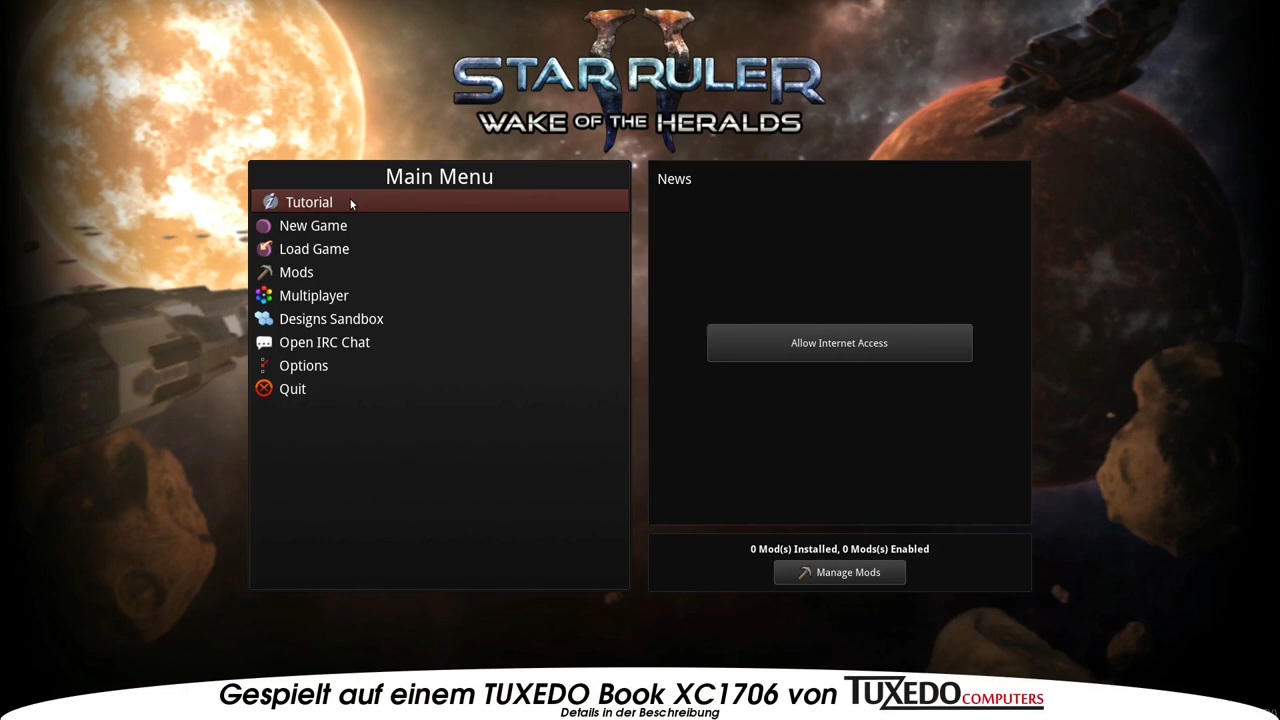 STAR RULER II
WAKE OF THE HERALDS
Main Menu
Tutorial
New Game
Load Game
Mods
Multiplayer
Designs Sandbox
Open IRC Chat
Options
Quit
News
Allow Internet Access
0 Mod(s) Installed, 0 Mods(s) Enabled
Manage Mods
Gespielt auf einem TUXEDO Book XC1706 von TUXEDO COMPUTERS
Details in der Beschreibung